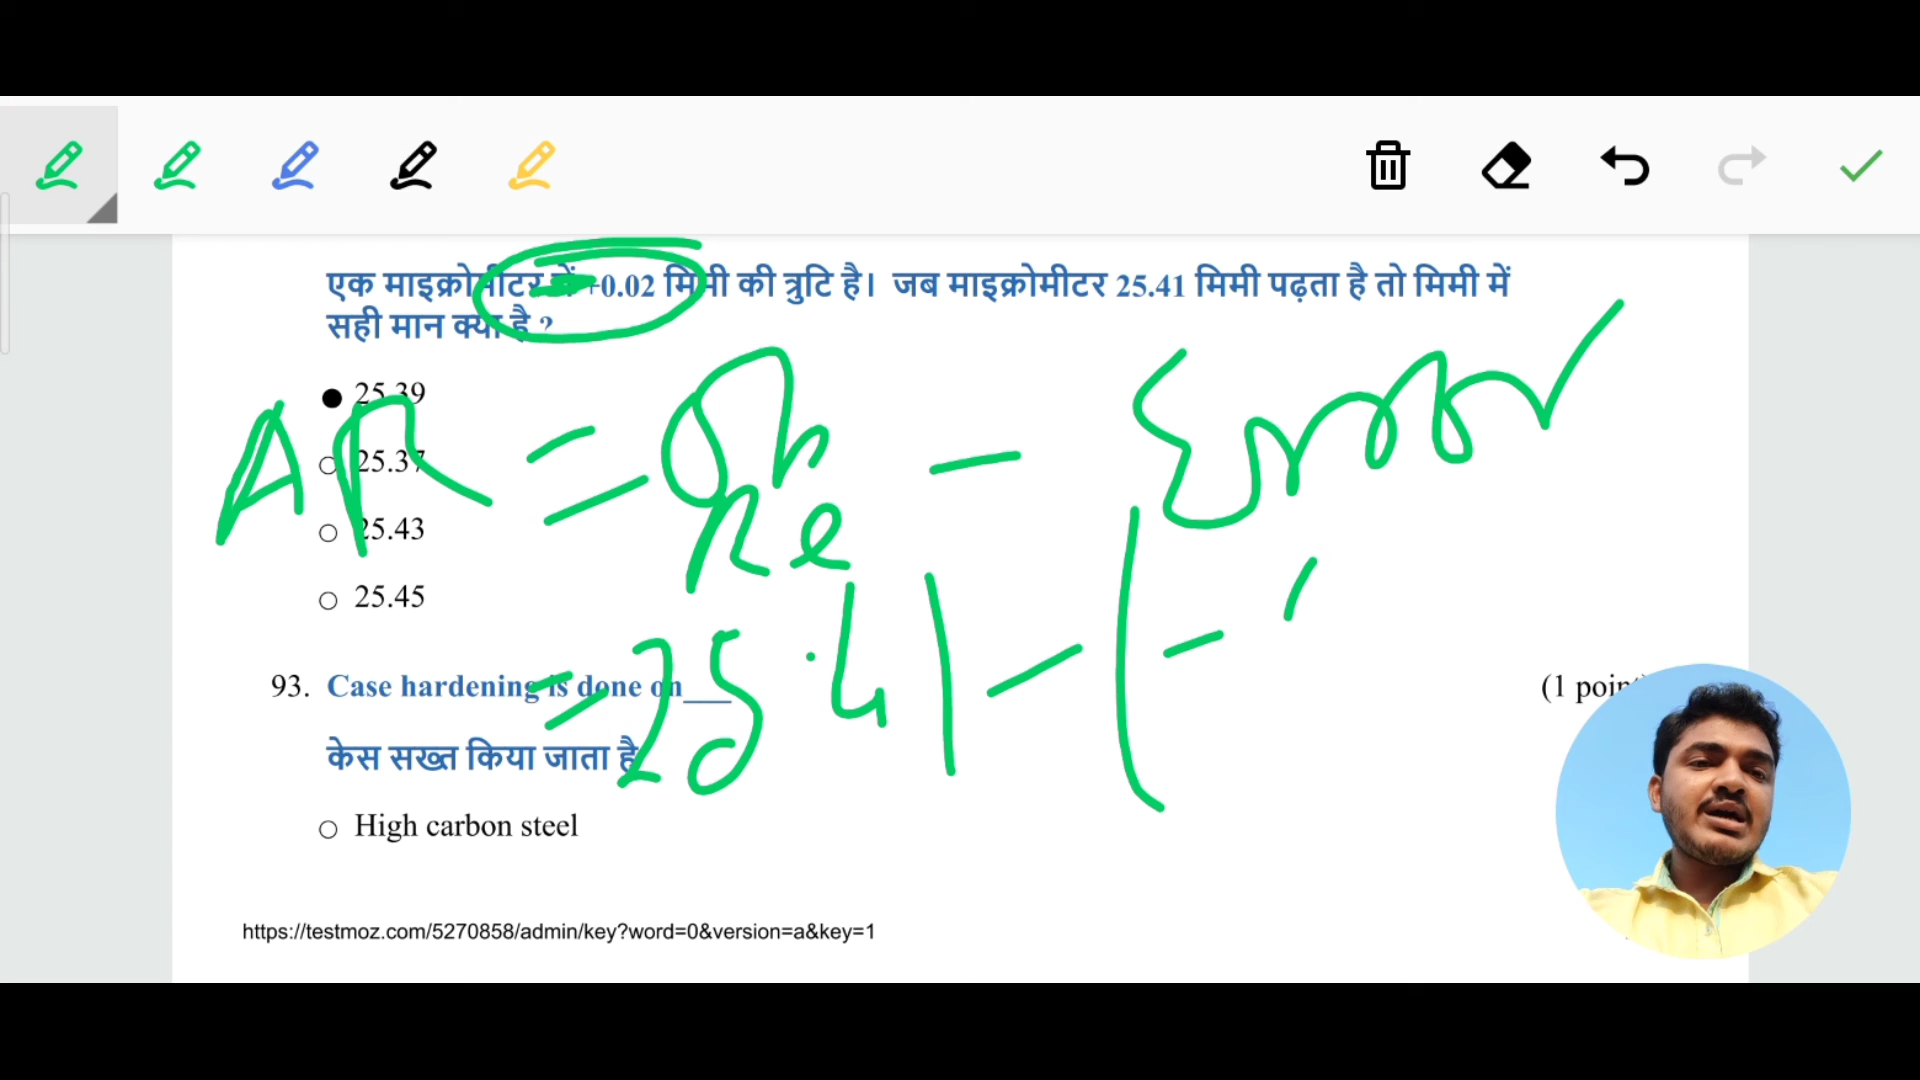 एक माइक्रोमीटर में +0.02 मिमी की त्रुटि है। जब माइक्रोमीटर 25.41 मिमी पढ़ता है तो मिमी में
सही मान क्या है ?
25.39
25.37
25.43
25.45
AR = - Error
= 25.41 - ( -
93. Case hardening is done on___ (1 point)
केस सख्त किया जाता है
High carbon steel
https://testmoz.com/5270858/admin/key?word=0&version=a&key=1